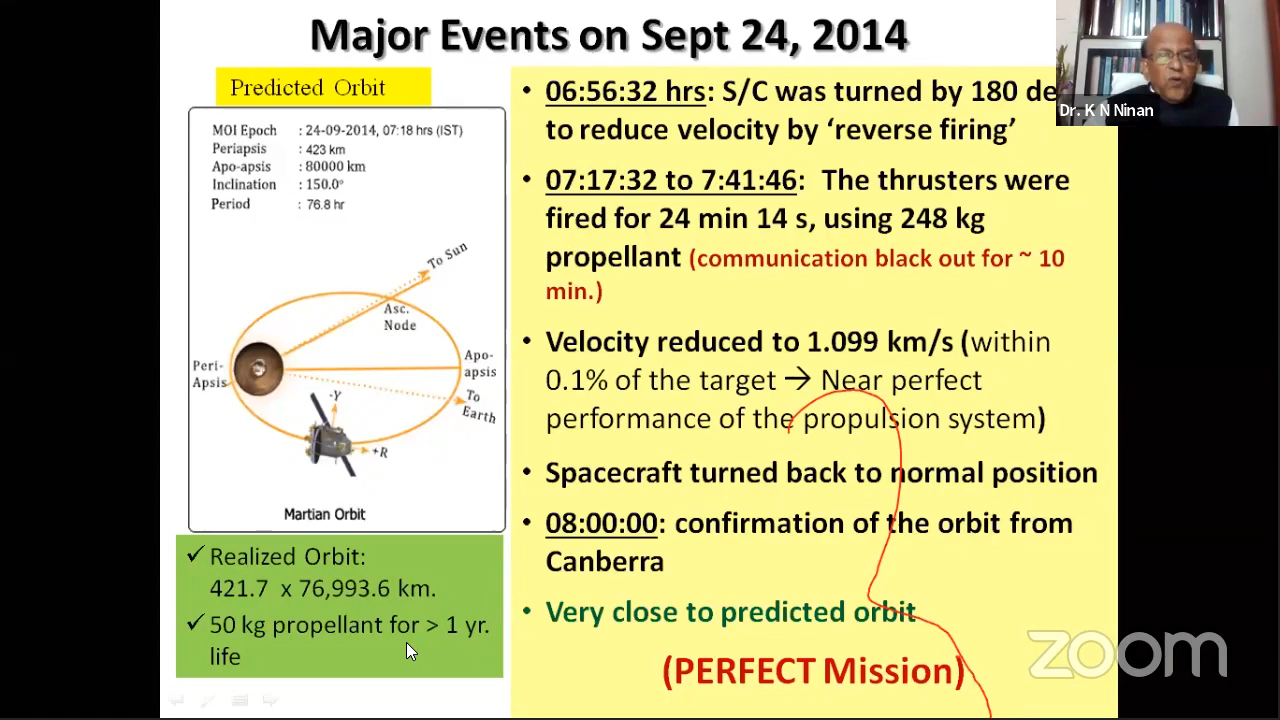 Major Events on Sept 24, 2014
Predicted Orbit
MOI Epoch : 24-09-2014, 07:18 hrs (IST)
Periapsis : 423 km
Apo-apsis : 80000 km
Inclination : 150.0°
Period : 76.8 hr
To Sun
Asc.
Node
Peri-
Apsis
Apo-
apsis
To
Earth
-Y
+R
Martian Orbit
✓ Realized Orbit:
421.7 x 76,993.6 km.
✓ 50 kg propellant for > 1 yr.
life
• 06:56:32 hrs: S/C was turned by 180 de
to reduce velocity by ‘reverse firing’
• 07:17:32 to 7:41:46: The thrusters were
fired for 24 min 14 s, using 248 kg
propellant (communication black out for ~ 10
min.)
• Velocity reduced to 1.099 km/s (within
0.1% of the target → Near perfect
performance of the propulsion system)
• Spacecraft turned back to normal position
• 08:00:00: confirmation of the orbit from
Canberra
• Very close to predicted orbit
(PERFECT Mission)
Dr. K N Ninan
zoom